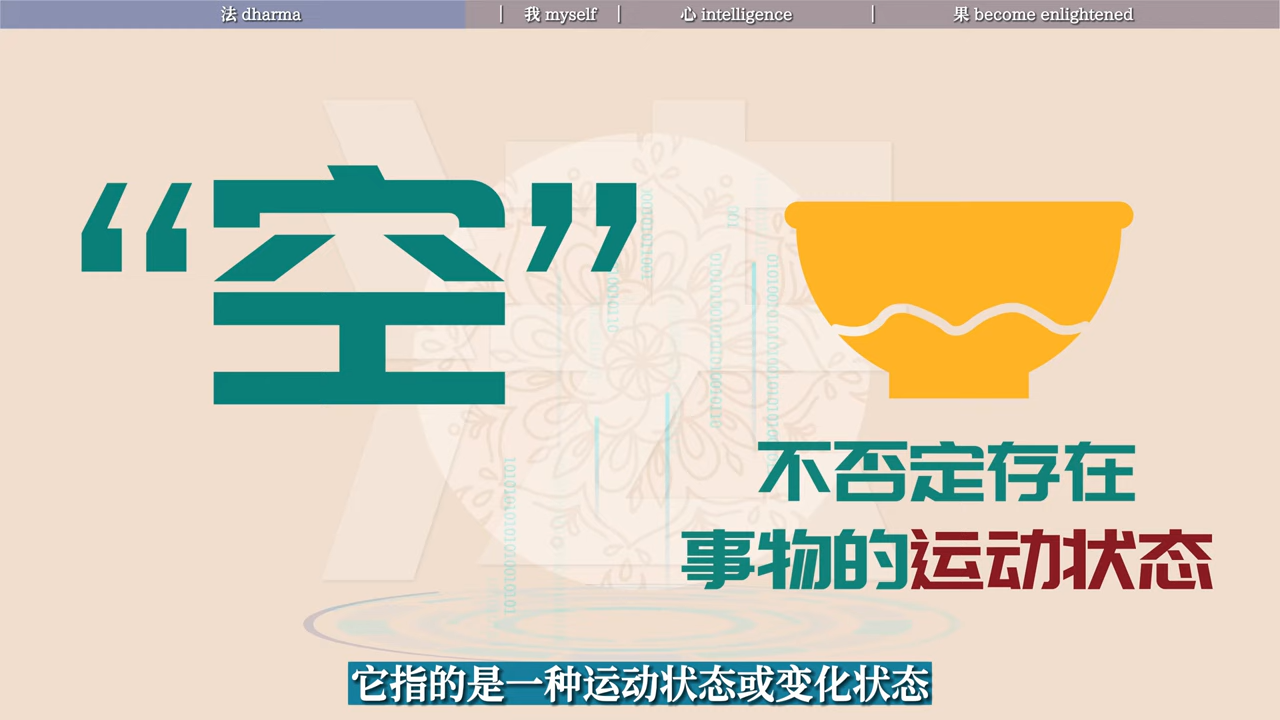 法 dharma | 我 myself | 心 intelligence | 果 become enlightened
“空”
不否定存在
事物的运动状态
它指的是一种运动状态或变化状态